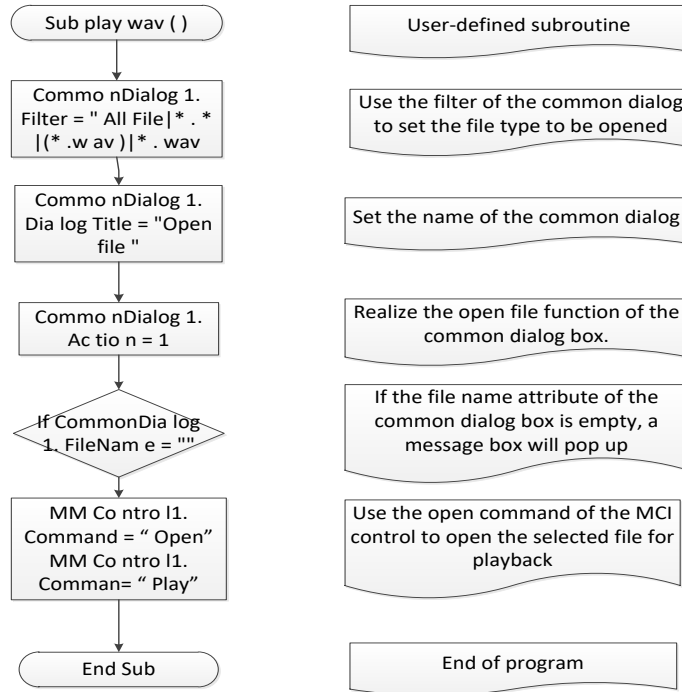 Sub play wav ( )
User-defined subroutine
Commo nDialog 1.
Filter = " All File|* . *
|(* .w av )|* . wav
Use the filter of the common dialog
to set the file type to be opened
Commo nDialog 1.
Dia log Title = "Open
file "
Set the name of the common dialog
Commo nDialog 1.
Ac tio n = 1
Realize the open file function of the
common dialog box.
If CommonDia log
1. FileNam e = ""
If the file name attribute of the
common dialog box is empty, a
message box will pop up
MM Co ntro l1.
Command = “ Open”
MM Co ntro l1.
Comman= “ Play”
Use the open command of the MCI
control to open the selected file for
playback
End Sub
End of program